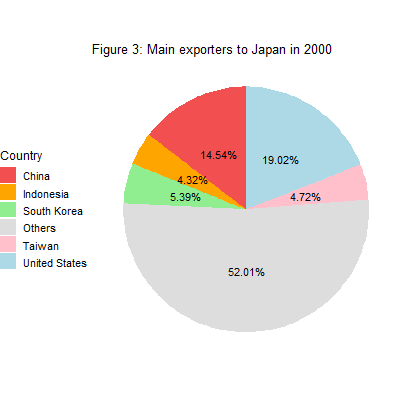 Figure 3: Main exporters to Japan in 2000
Country
China
Indonesia
South Korea
Others
Taiwan
United States
14.54%
19.02%
4.32%
5.39%
4.72%
52.01%